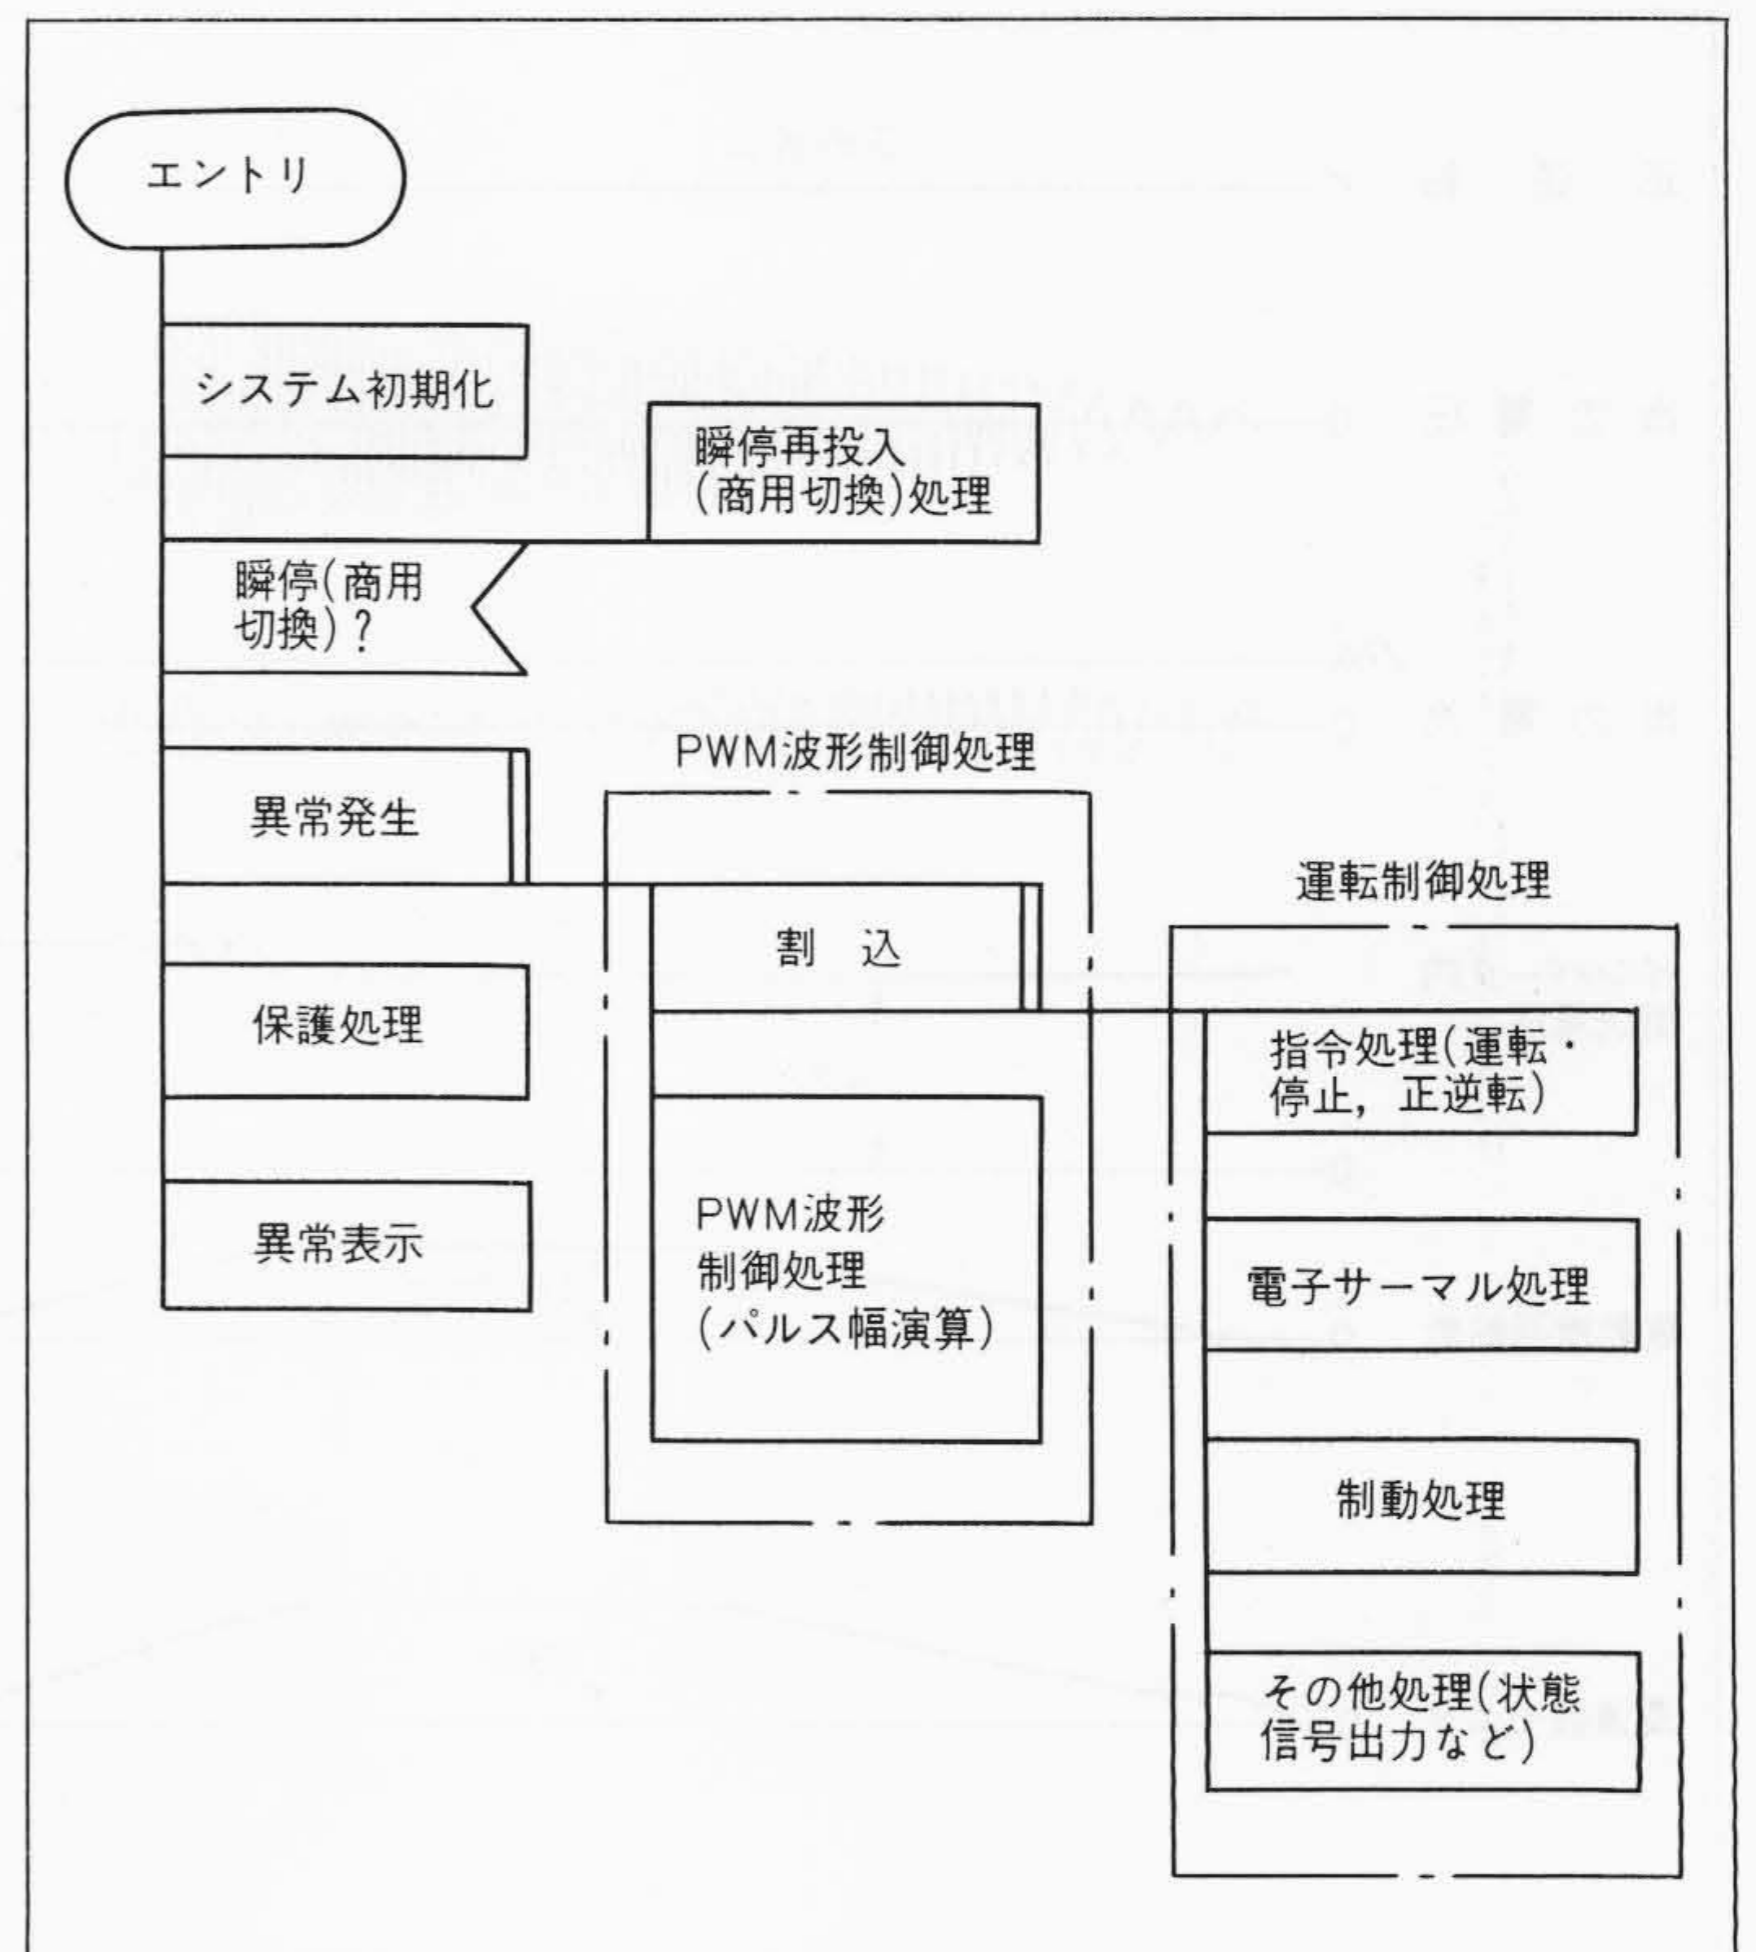 エントリ
システム初期化
瞬停再投入
(商用切換)処理
瞬停(商用
切換)?
異常発生
PWM波形制御処理
割 込
運転制御処理
保護処理
指令処理(運転・
停止, 正逆転)
異常表示
PWM波形
制御処理
(パルス幅演算)
電子サーマル処理
制動処理
その他処理(状態
信号出力など)